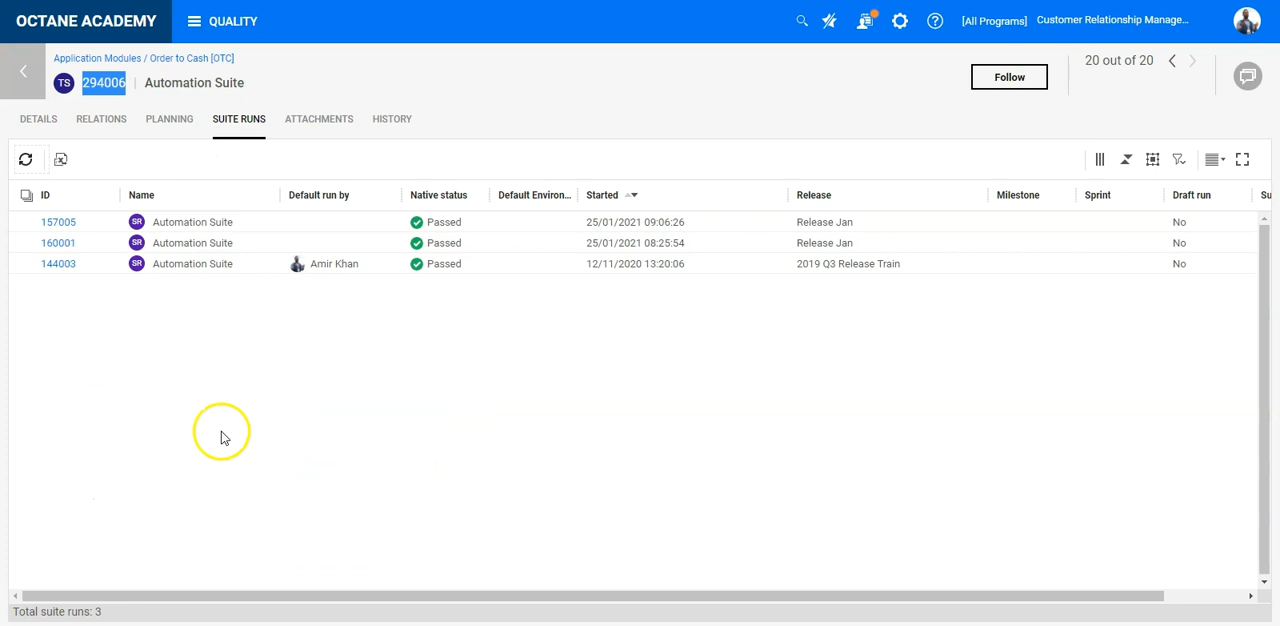 OCTANE ACADEMY QUALITY [All Programs] Customer Relationship Manage...
Application Modules / Order to Cash [OTC]
TS 294006 | Automation Suite Follow 20 out of 20
DETAILS RELATIONS PLANNING SUITE RUNS ATTACHMENTS HISTORY
ID Name Default run by Native status Default Environ... Started Release Milestone Sprint Draft run Su
157005 SR Automation Suite Passed 25/01/2021 09:06:26 Release Jan No
160001 SR Automation Suite Passed 25/01/2021 08:25:54 Release Jan No
144003 SR Automation Suite Amir Khan Passed 12/11/2020 13:20:06 2019 Q3 Release Train No
Total suite runs: 3